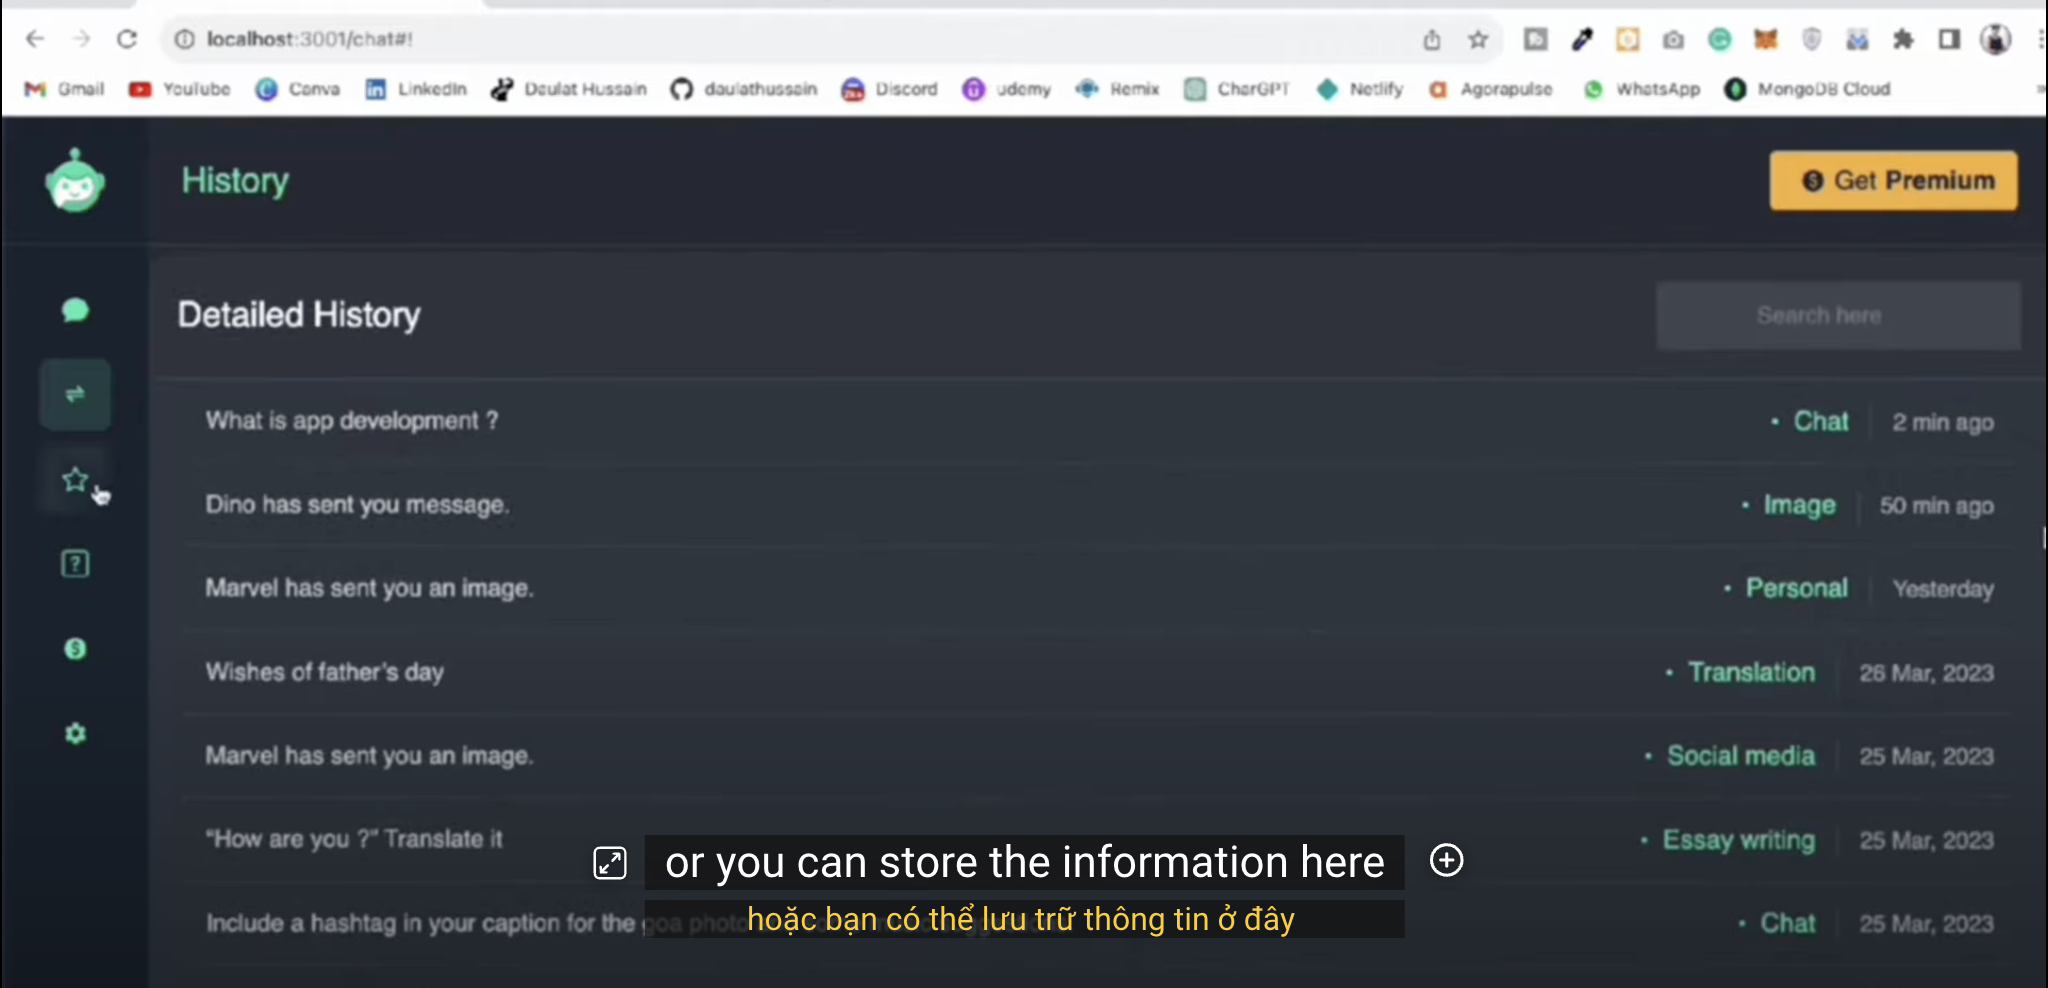 localhost:3001/chat#!
Gmail YouTube Canva LinkedIn Daulat Hussain daulathussain Discord udemy Remix CharGPT Netlify Agorapulse WhatsApp MongoDB Cloud
History
Get Premium
Detailed History
Search here
What is app development ? • Chat 2 min ago
Dino has sent you message. • Image 50 min ago
Marvel has sent you an image. • Personal Yesterday
Wishes of father's day • Translation 26 Mar, 2023
Marvel has sent you an image. • Social media 25 Mar, 2023
“How are you ?” Translate it • Essay writing 25 Mar, 2023
or you can store the information here
Include a hashtag in your caption for the goa photo • Chat 25 Mar, 2023
hoặc bạn có thể lưu trữ thông tin ở đây